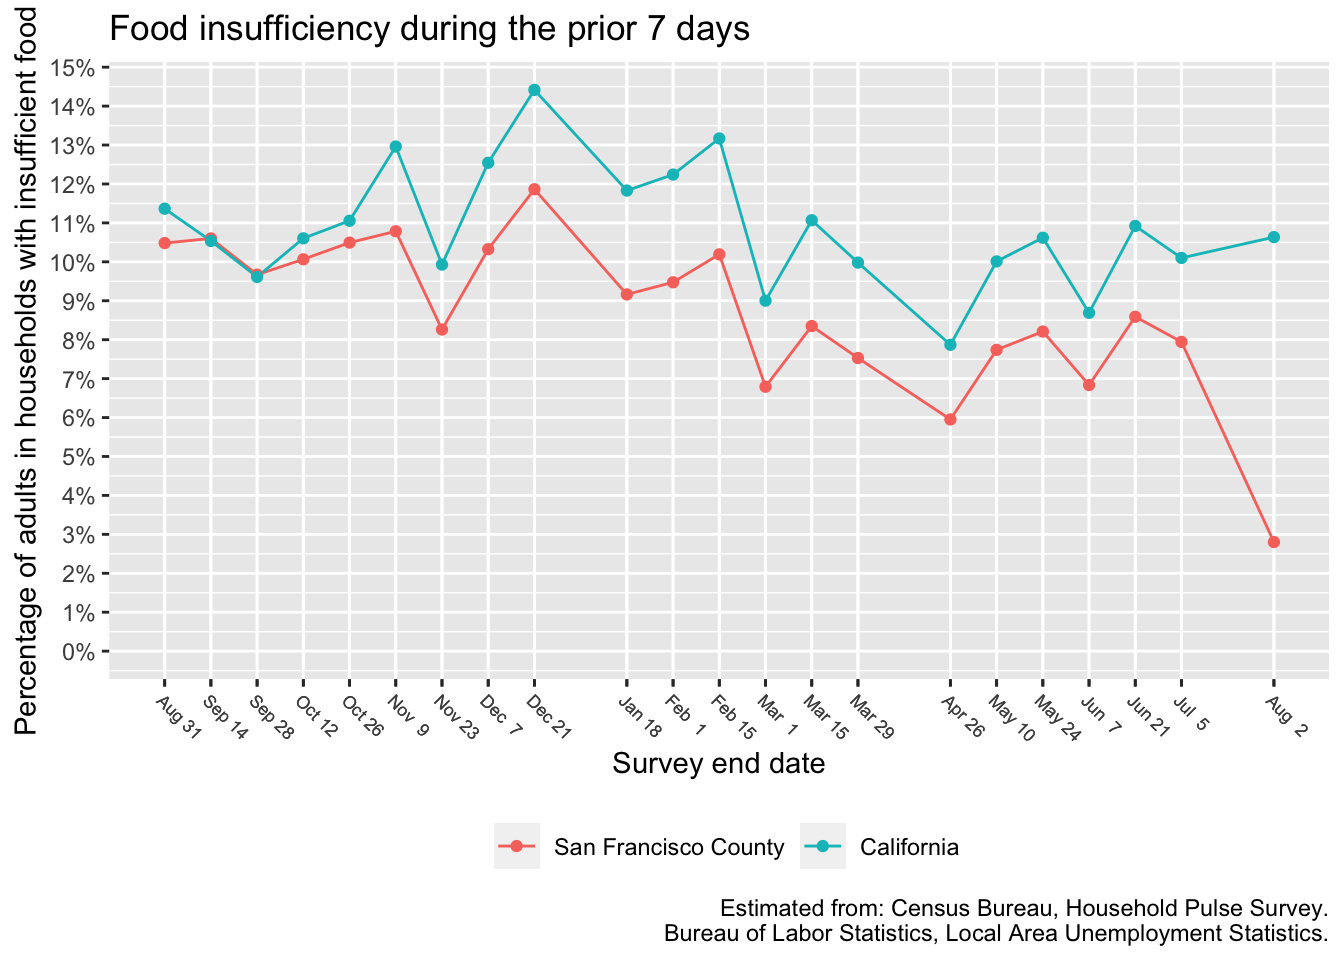 Food insufficiency during the prior 7 days
Percentage of adults in households with insufficient food
15%
14%
13%
12%
11%
10%
9%
8%
7%
6%
5%
4%
3%
2%
1%
0%
Aug 31
Sep 14
Sep 28
Oct 12
Oct 26
Nov 9
Nov 23
Dec 7
Dec 21
Jan 18
Feb 1
Feb 15
Mar 1
Mar 15
Mar 29
Apr 26
May 10
May 24
Jun 7
Jun 21
Jul 5
Aug 2
Survey end date
San Francisco County
California
Estimated from: Census Bureau, Household Pulse Survey.
Bureau of Labor Statistics, Local Area Unemployment Statistics.